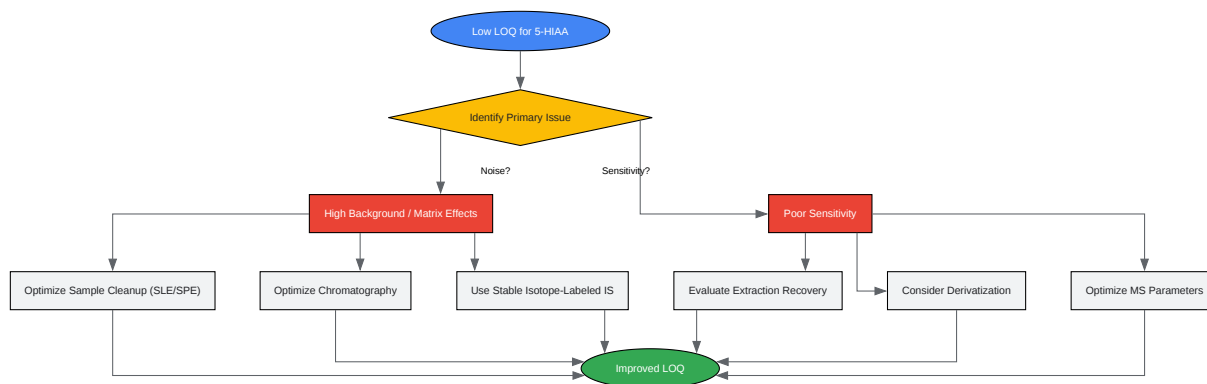 Low LOQ for 5-HIAA
Identify Primary Issue
Noise?
Sensitivity?
High Background / Matrix Effects
Poor Sensitivity
Optimize Sample Cleanup (SLE/SPE)
Optimize Chromatography
Use Stable Isotope-Labeled IS
Evaluate Extraction Recovery
Consider Derivatization
Optimize MS Parameters
Improved LOQ